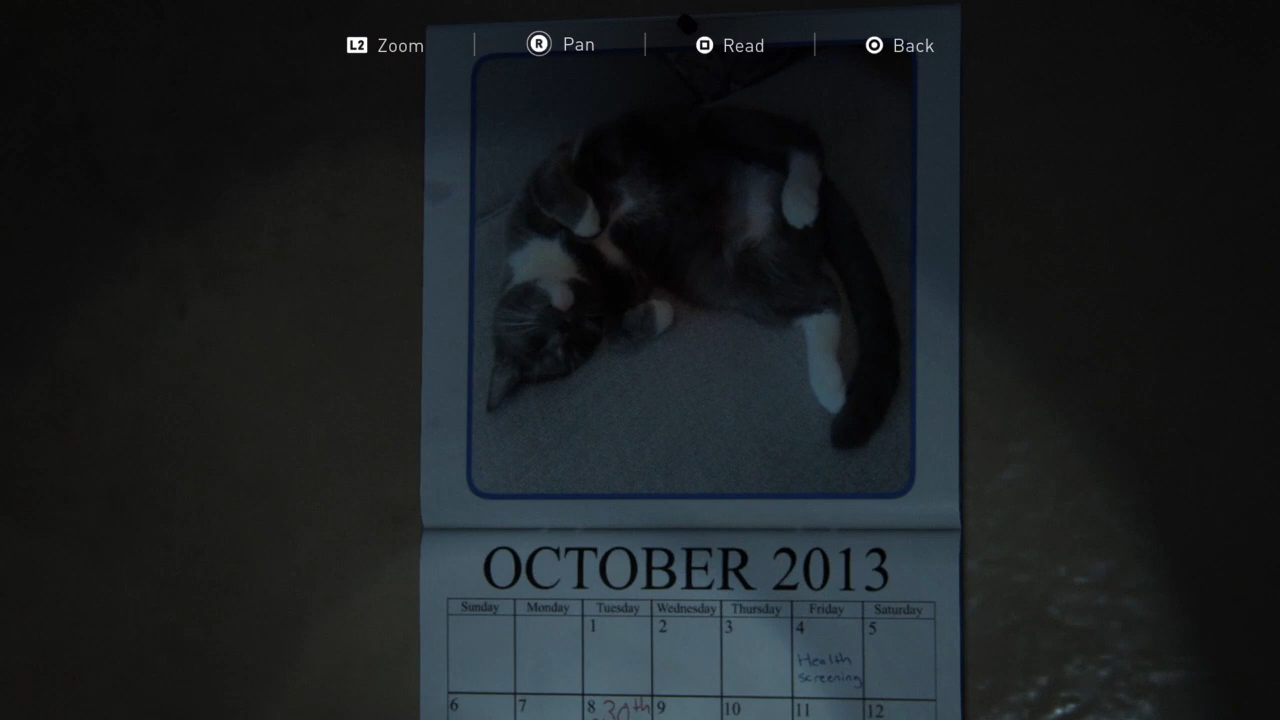 L2 Zoom R Pan Read Back
OCTOBER 2013
Sunday Monday Tuesday Wednesday Thursday Friday Saturday
1 2 3 4 5
Health
screening
6 7 8 30th 9 10 11 12